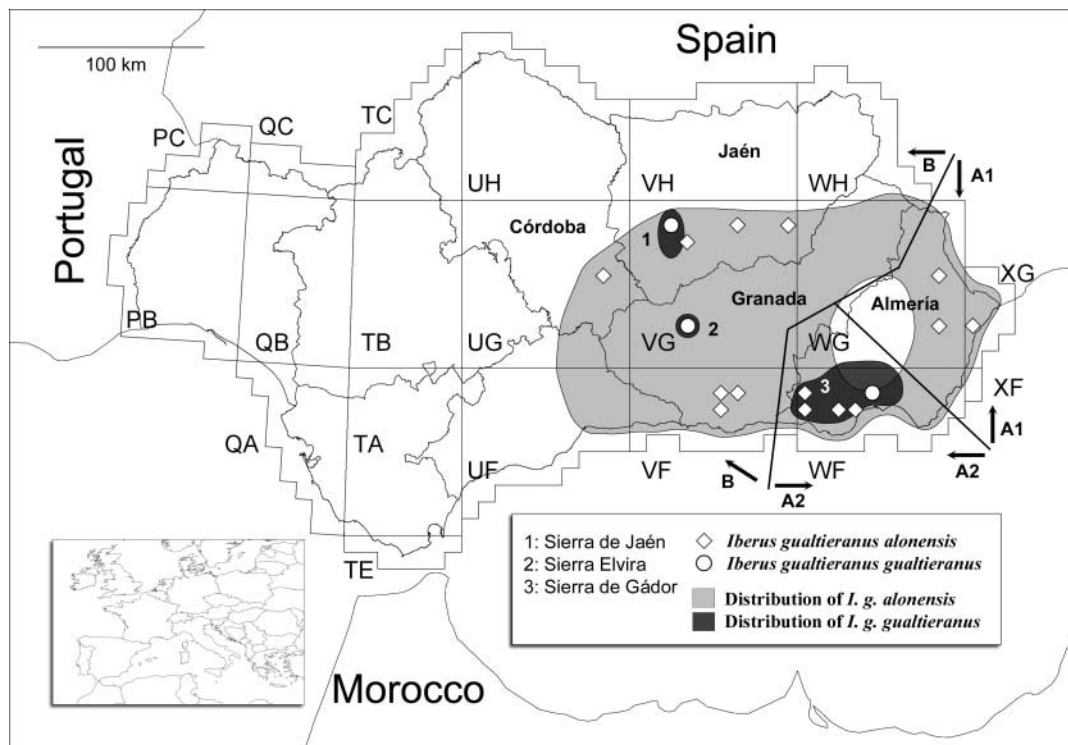 Spain
100 km
Portugal
PC
QC
TC
Jaén
B
A1
UH
VH
WH
Córdoba
1
XG
Granada
Almería
PB
QB
TB
UG
VG
2
WG
3
XF
QA
TA
UF
VF
WF
A1
A2
B
A2
TE
1: Sierra de Jaén
2: Sierra Elvira
3: Sierra de Gádor
Iberus gualtieranus alonensis
Iberus gualtieranus gualtieranus
Distribution of I. g. alonensis
Distribution of I. g. gualtieranus
Morocco